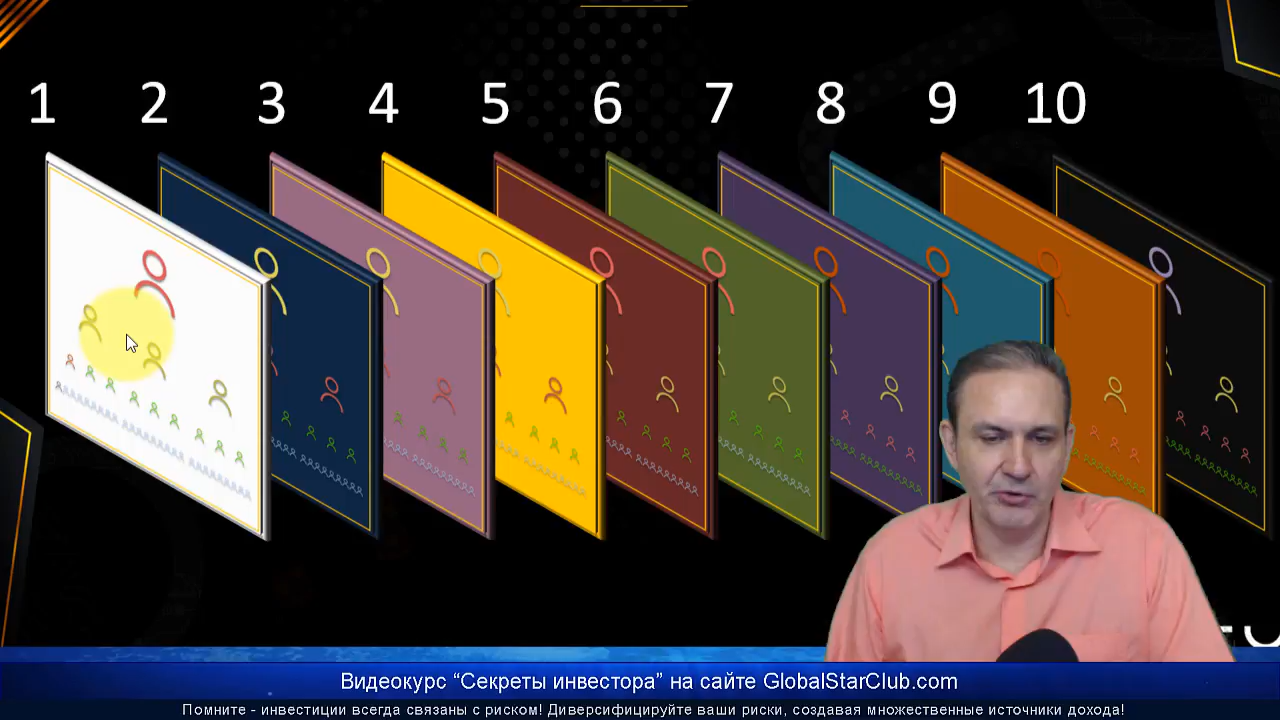 1 2 3 4 5 6 7 8 9 10
Видеокурс “Секреты инвестора” на сайте GlobalStarClub.com
Помните - инвестиции всегда связаны с риском! Диверсифицируйте ваши риски, создавая множественные источники дохода!